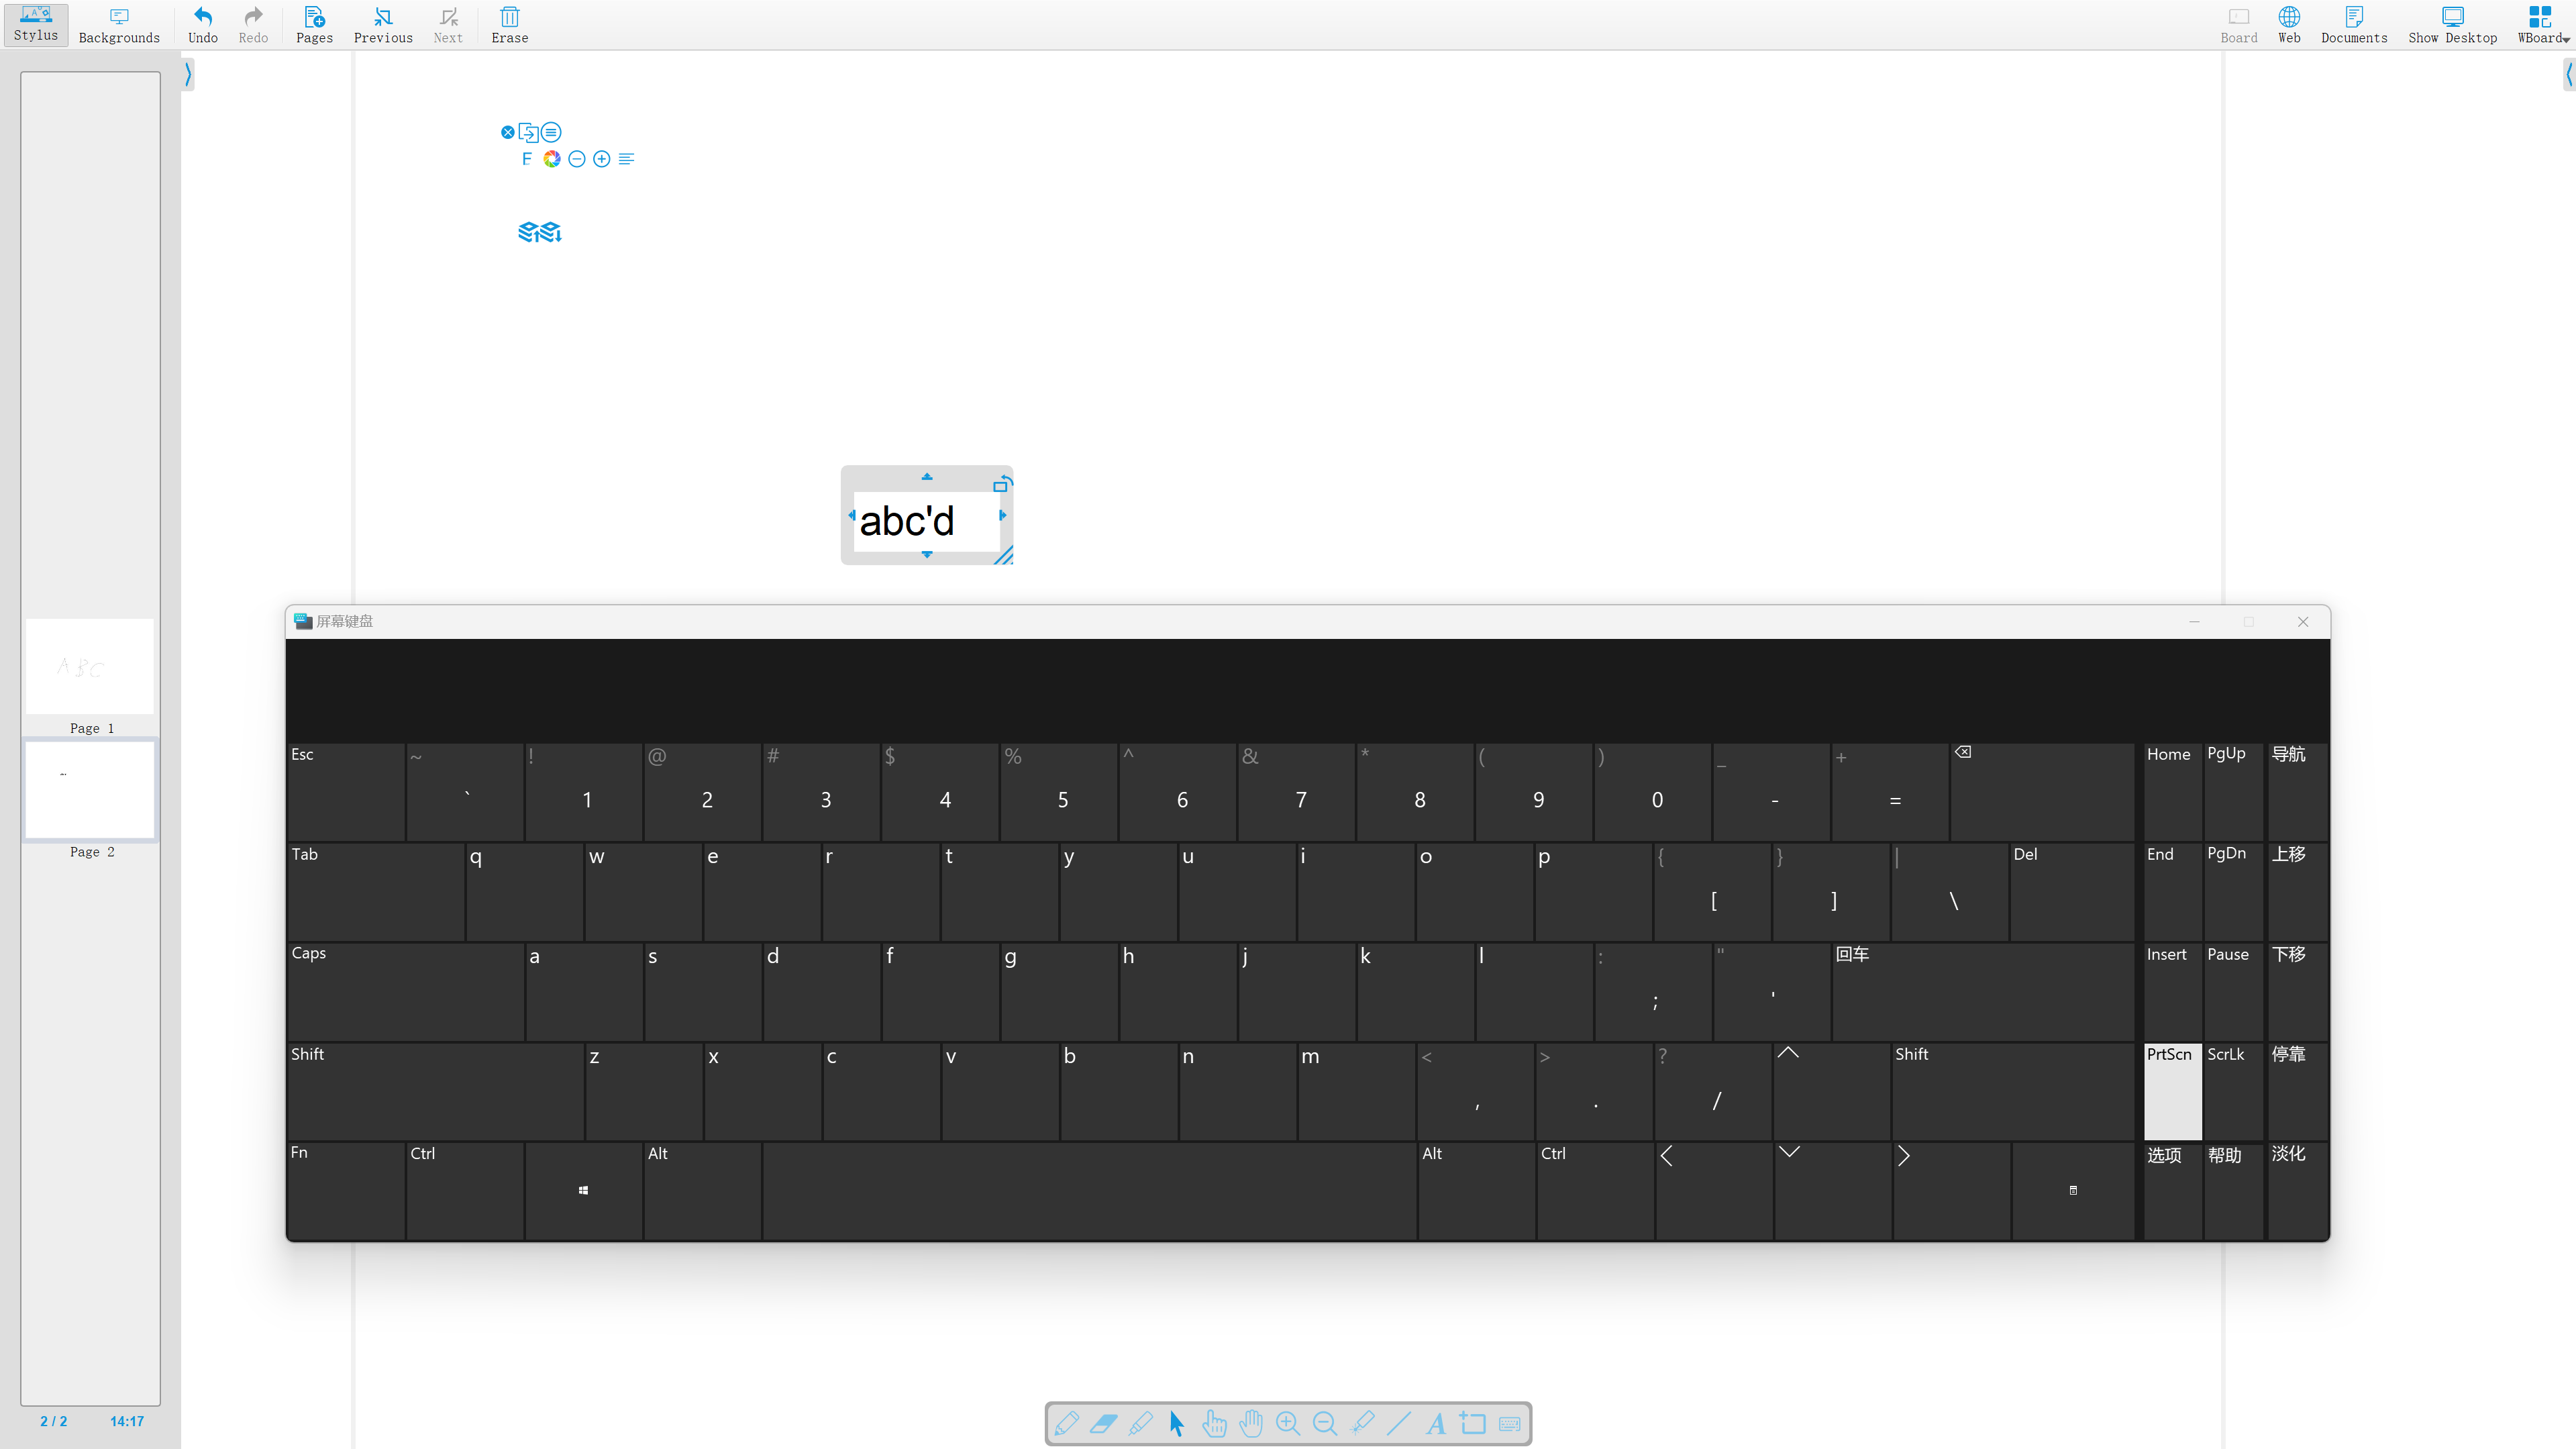 Stylus Backgrounds Undo Redo Pages Previous Next Erase Board Web Documents Show Desktop WBoard
F
abc'd
屏幕键盘
ABC
Page 1
Page 2
Esc ~ ` ! 1 @ 2 # 3 $ 4 % 5 ^ 6 & 7 * 8 ( 9 ) 0 _ - + = Home PgUp 导航
Tab q w e r t y u i o p { [ } ] | \ Del End PgDn 上移
Caps a s d f g h j k l : ; " ' 回车 Insert Pause 下移
Shift z x c v b n m < , > . ? / Shift PrtScn ScrLk 停靠
Fn Ctrl Alt Alt Ctrl 选项 帮助 淡化
2 / 2 14:17
A